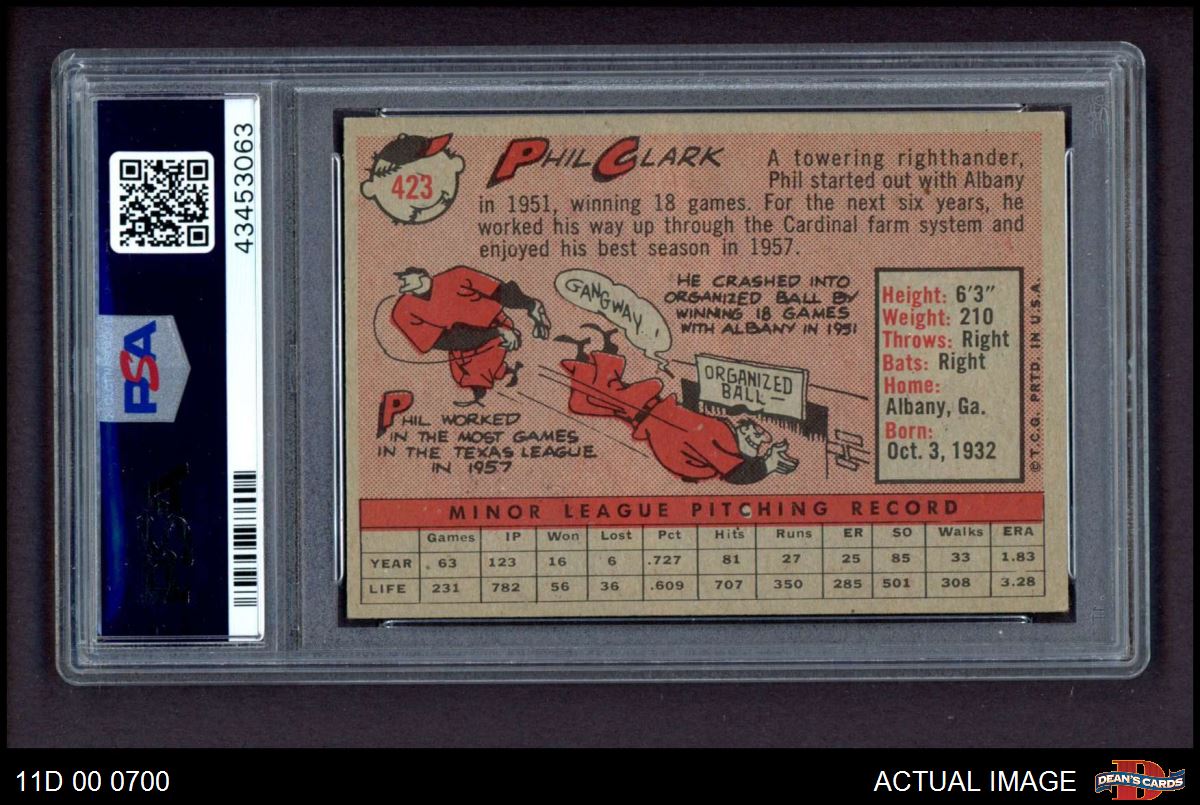 43453063
PSA
PSA
423
PHIL CLARK
A towering righthander,
Phil started out with Albany
in 1951, winning 18 games. For the next six years, he
worked his way up through the Cardinal farm system and
enjoyed his best season in 1957.
GANGWAY..!
HE CRASHED INTO
ORGANIZED BALL BY
WINNING 18 GAMES
WITH ALBANY IN 1951
ORGANIZED
BALL—
PHIL WORKED
IN THE MOST GAMES
IN THE TEXAS LEAGUE
IN 1957
Height: 6'3"
Weight: 210
Throws: Right
Bats: Right
Home:
Albany, Ga.
Born:
Oct. 3, 1932
© T.C.G. PRTD. IN U.S.A.
MINOR LEAGUE PITCHING RECORD
Games IP Won Lost Pct Hits Runs ER SO Walks ERA
YEAR 63 123 16 6 .727 81 27 25 85 33 1.83
LIFE 231 782 56 36 .609 707 350 285 501 308 3.28
11D 00 0700
ACTUAL IMAGE
DEAN'S CARDS